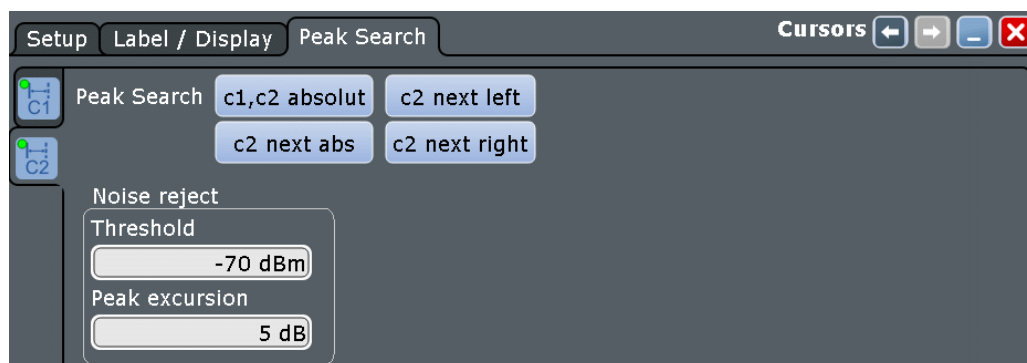 Setup Label / Display Peak Search Cursors
C1 Peak Search c1,c2 absolut c2 next left
C2 c2 next abs c2 next right
Noise reject
Threshold
-70 dBm
Peak excursion
5 dB